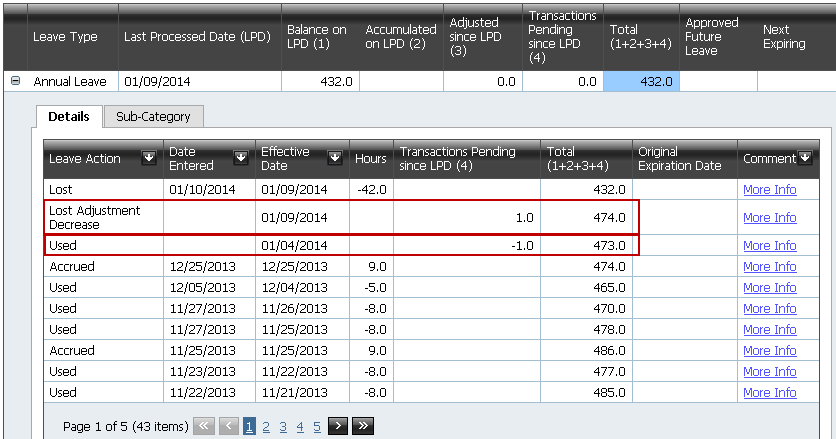 Leave Type Last Processed Date (LPD) Balance on LPD (1) Accumulated on LPD (2) Adjusted since LPD (3) Transactions Pending since LPD (4) Total (1+2+3+4) Approved Future Leave Next Expiring
Annual Leave 01/09/2014 432.0 0.0 0.0 432.0
Details Sub-Category
Leave Action Date Entered Effective Date Hours Transactions Pending since LPD (4) Total (1+2+3+4) Original Expiration Date Comment
Lost 01/10/2014 01/09/2014 -42.0 432.0 More Info
Lost Adjustment Decrease 01/09/2014 1.0 474.0 More Info
Used 01/04/2014 -1.0 473.0 More Info
Accrued 12/25/2013 12/25/2013 9.0 474.0 More Info
Used 12/05/2013 12/04/2013 -5.0 465.0 More Info
Used 11/27/2013 11/26/2013 -8.0 470.0 More Info
Used 11/27/2013 11/25/2013 -8.0 478.0 More Info
Accrued 11/25/2013 11/25/2013 9.0 486.0 More Info
Used 11/23/2013 11/22/2013 -8.0 477.0 More Info
Used 11/22/2013 11/21/2013 -8.0 485.0 More Info
Page 1 of 5 (43 items) << < 1 2 3 4 5 > >>